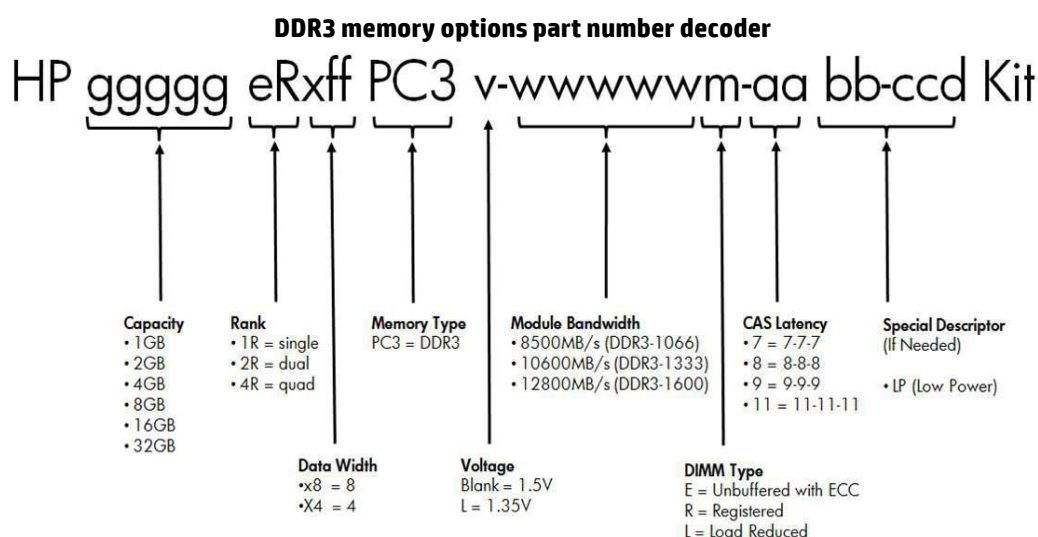 DDR3 memory options part number decoder
HP ggggg eRxff PC3 v-wwwwwm-aa bb-ccd Kit
Capacity
• 1GB
• 2GB
• 4GB
• 8GB
• 16GB
• 32GB
Rank
• 1R = single
• 2R = dual
• 4R = quad
Memory Type
PC3 = DDR3
Module Bandwidth
• 8500MB/s (DDR3-1066)
• 10600MB/s (DDR3-1333)
• 12800MB/s (DDR3-1600)
CAS Latency
• 7 = 7-7-7
• 8 = 8-8-8
• 9 = 9-9-9
• 11 = 11-11-11
Special Descriptor
(If Needed)
• LP (Low Power)
Data Width
•x8 = 8
•X4 = 4
Voltage
Blank = 1.5V
L = 1.35V
DIMM Type
E = Unbuffered with ECC
R = Registered
L = Load Reduced